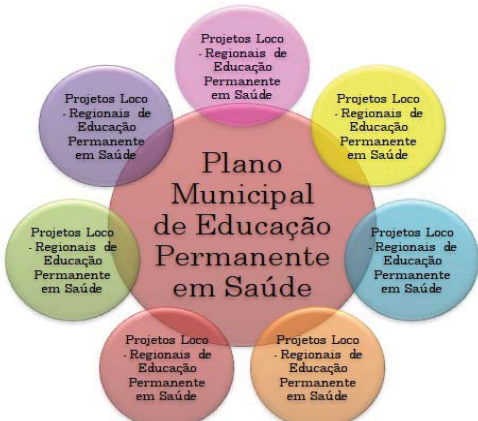 Projetos Loco
- Regionais de
Educação
Permanente
em Saúde
Projetos Loco
- Regionais de
Educação
Permanente
em Saúde
Projetos Loco
- Regionais de
Educação
Permanente
em Saúde
Plano
Municipal
de Educação
Permanente
em Saúde
Projetos Loco
- Regionais de
Educação
Permanente
em Saúde
Projetos Loco
- Regionais de
Educação
Permanente
em Saúde
Projetos Loco
- Regionais de
Educação
Permanente
em Saúde
Projetos Loco
- Regionais de
Educação
Permanente
em Saúde